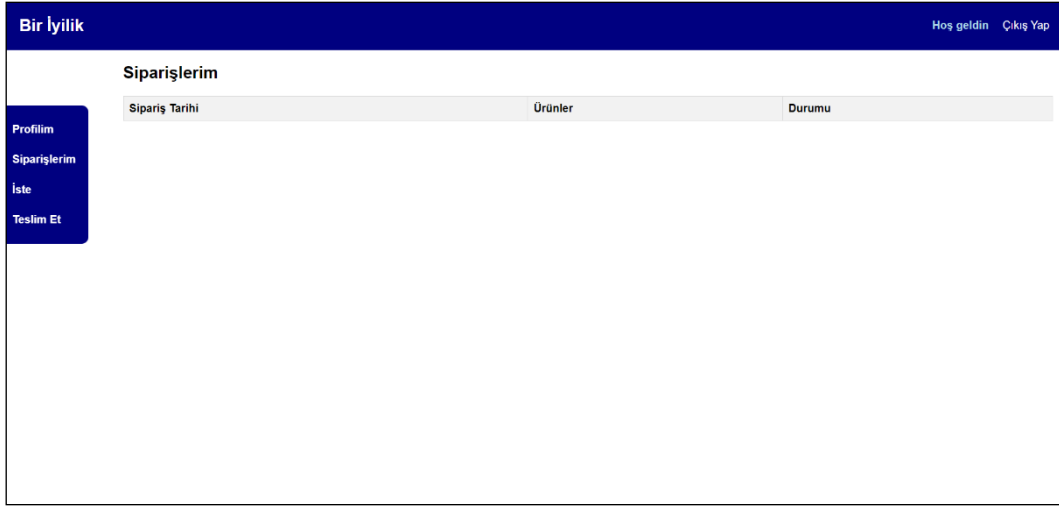 Bir İyilik
Hoş geldin Çıkış Yap
Siparişlerim
Sipariş Tarihi Ürünler Durumu
Profilim
Siparişlerim
İste
Teslim Et